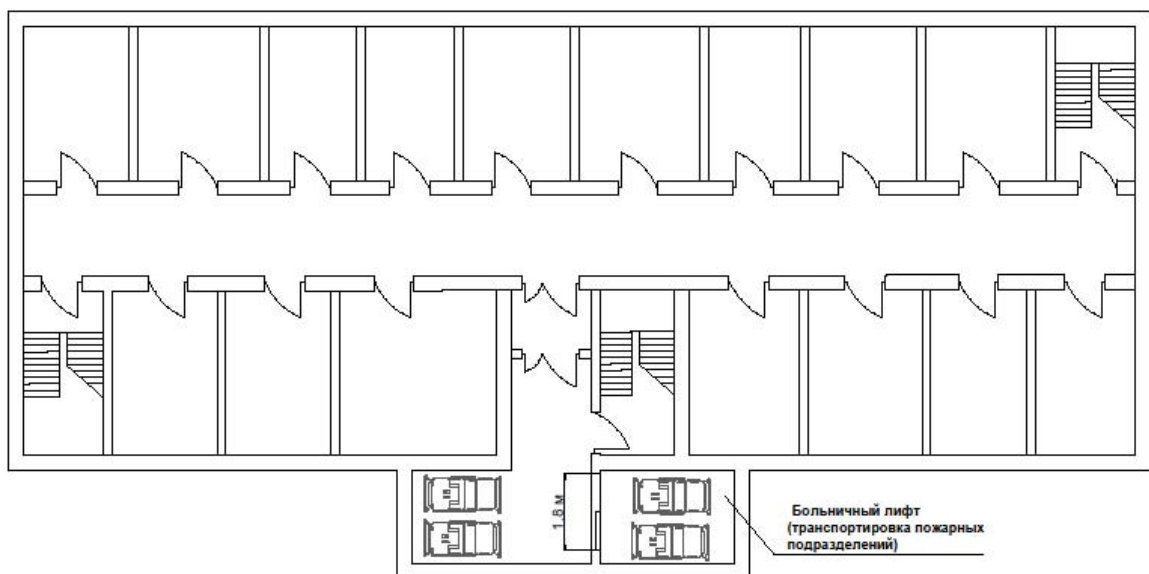 1,8 м
Больничный лифт
(транспортировка пожарных
подразделений)